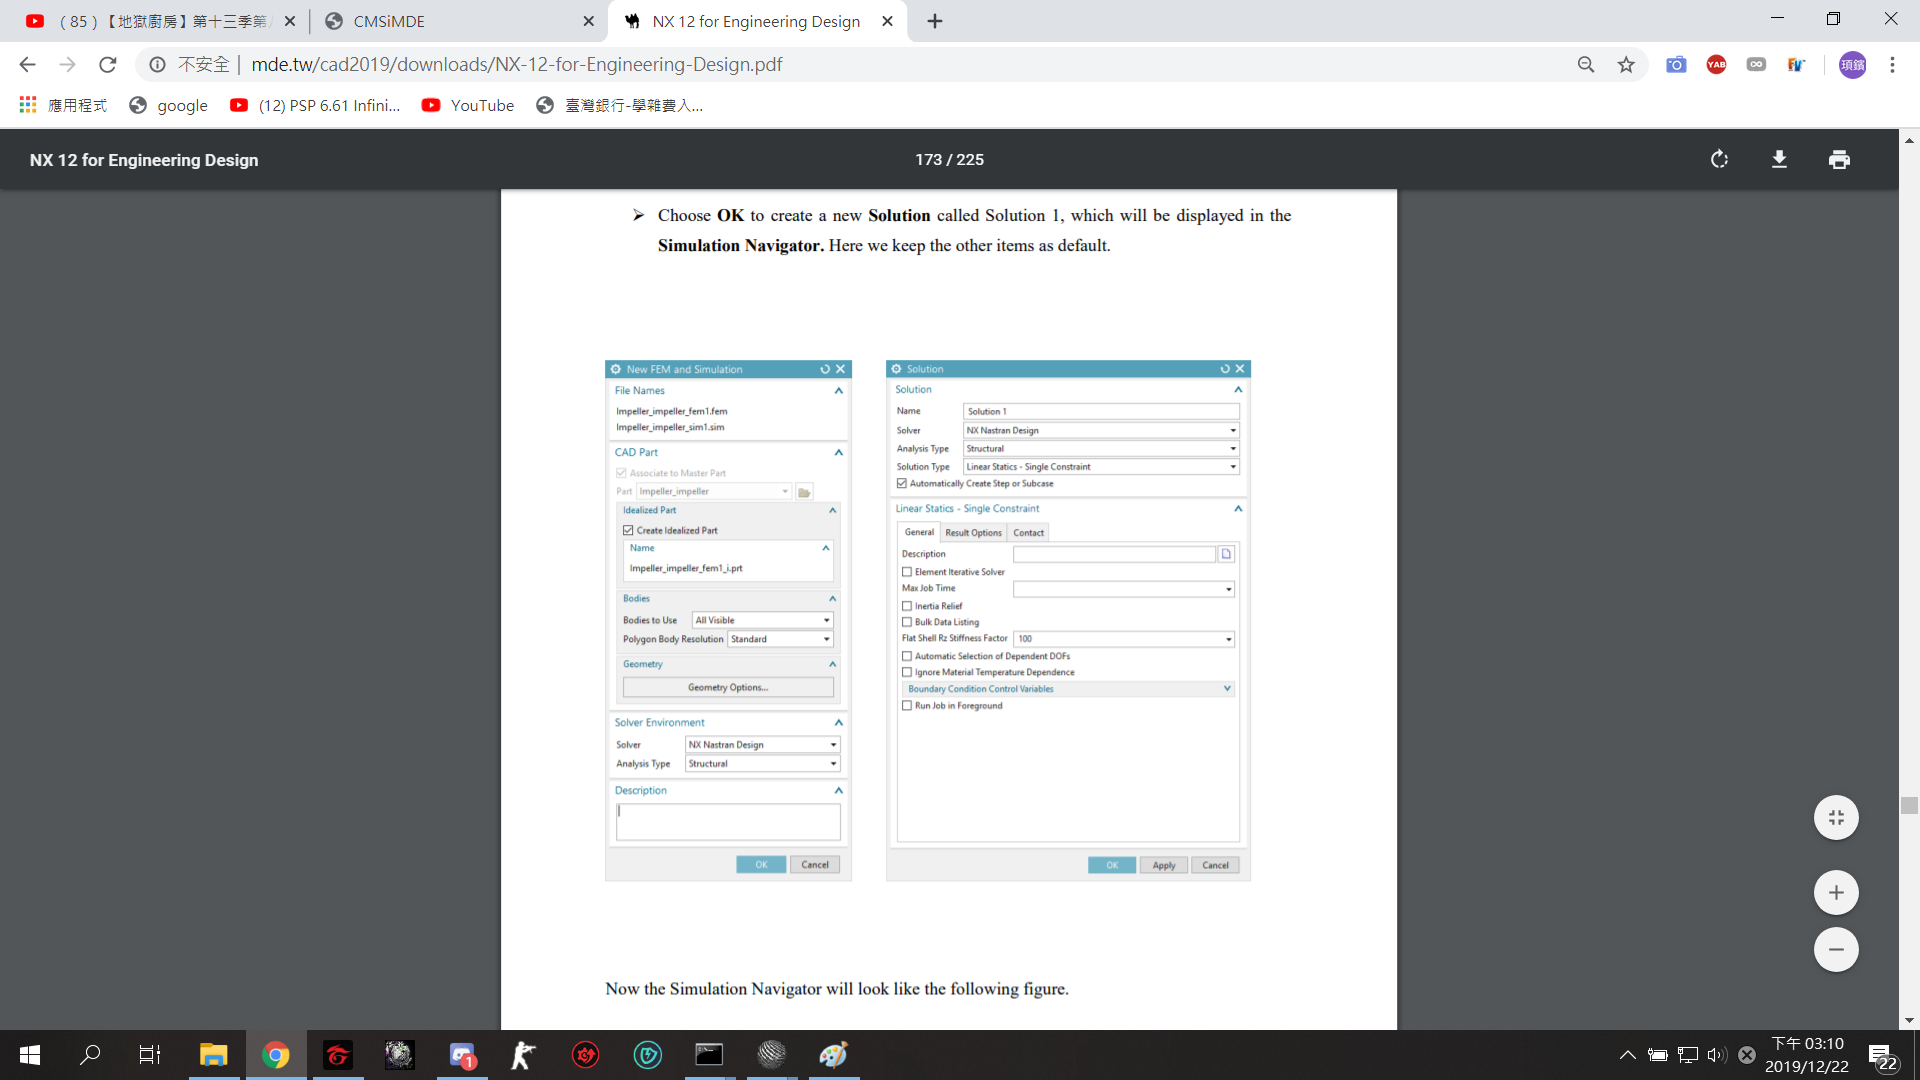 （85）【地獄廚房】第十三季第
CMSiMDE
NX 12 for Engineering Design
不安全
mde.tw/cad2019/downloads/NX-12-for-Engineering-Design.pdf
YAB
項鑌
應用程式
google
(12) PSP 6.61 Infini...
YouTube
臺灣銀行-學雜費入...
NX 12 for Engineering Design
173 / 225
➢ Choose OK to create a new Solution called Solution 1, which will be displayed in the
Simulation Navigator. Here we keep the other items as default.
New FEM and Simulation
File Names
Impeller_impeller_fem1.fem
Impeller_impeller_sim1.sim
CAD Part
Associate to Master Part
Part Impeller_impeller
Idealized Part
Create Idealized Part
Name
Impeller_impeller_fem1_i.prt
Bodies
Bodies to Use All Visible
Polygon Body Resolution Standard
Geometry
Geometry Options...
Solver Environment
Solver NX Nastran Design
Analysis Type Structural
Description
OK Cancel
Solution
Solution
Name Solution 1
Solver NX Nastran Design
Analysis Type Structural
Solution Type Linear Statics - Single Constraint
Automatically Create Step or Subcase
Linear Statics - Single Constraint
General Result Options Contact
Description
Element Iterative Solver
Max Job Time
Inertia Relief
Bulk Data Listing
Flat Shell Rz Stiffness Factor 100
Automatic Selection of Dependent DOFs
Ignore Material Temperature Dependence
Boundary Condition Control Variables
Run Job in Foreground
OK Apply Cancel
Now the Simulation Navigator will look like the following figure.
1
下午 03:10
2019/12/22
22